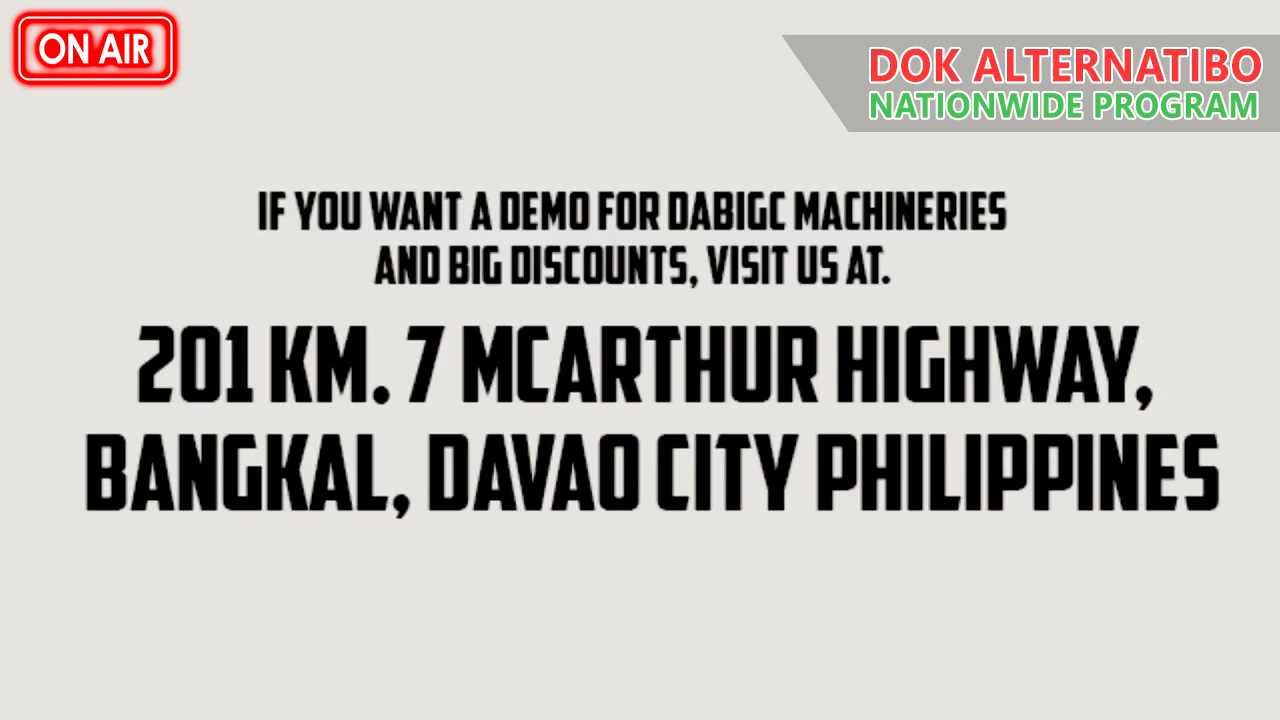 ON AIR
DOK ALTERNATIBO
NATIONWIDE PROGRAM
IF YOU WANT A DEMO FOR DABIGC MACHINERIES
AND BIG DISCOUNTS, VISIT US AT.
201 KM. 7 MCARTHUR HIGHWAY,
BANGKAL, DAVAO CITY PHILIPPINES